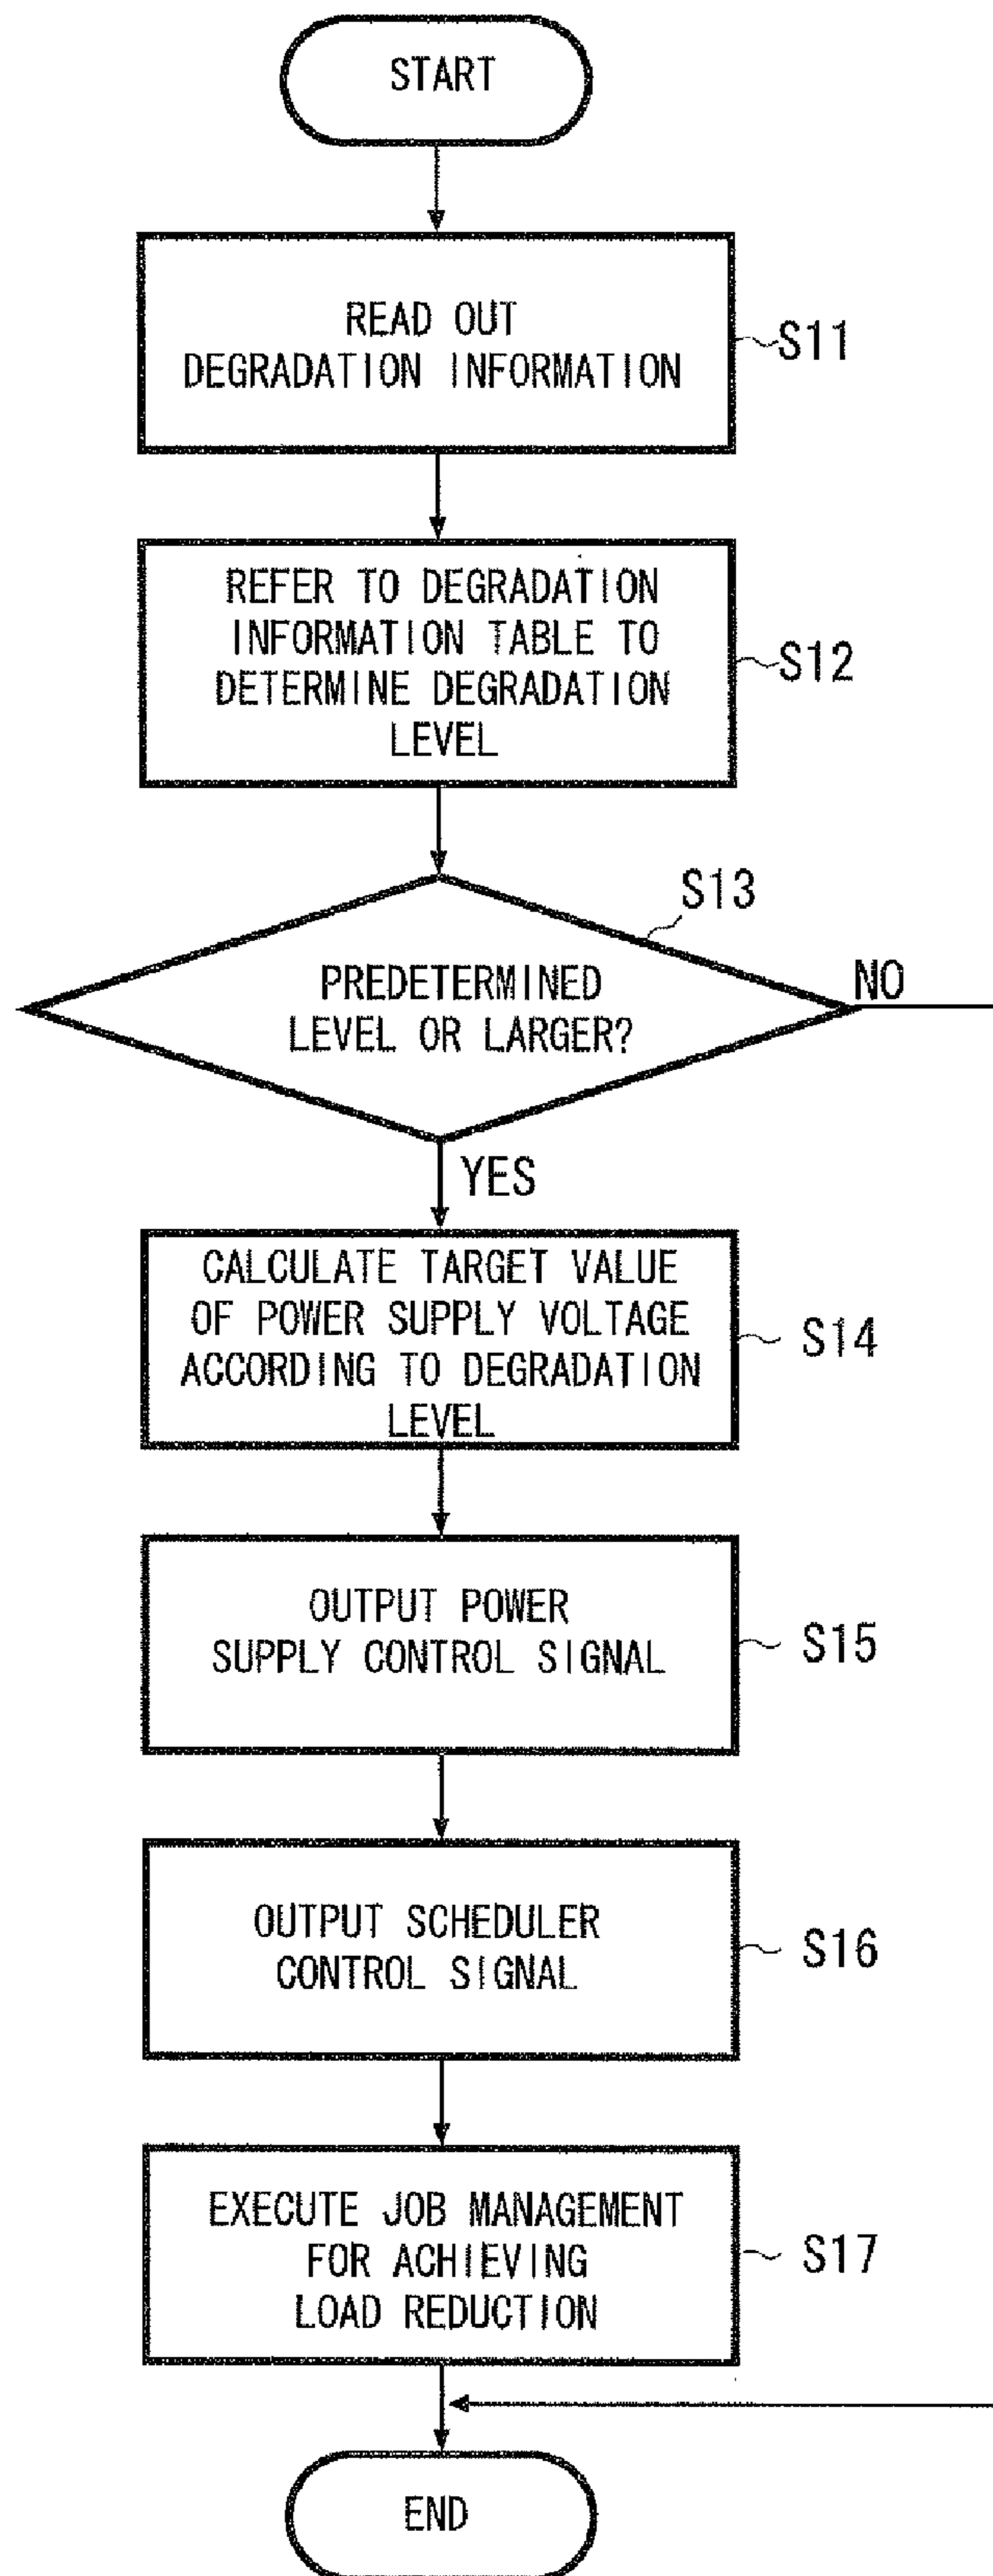 START
READ OUT
DEGRADATION INFORMATION
S11
REFER TO DEGRADATION
INFORMATION TABLE TO
DETERMINE DEGRADATION
LEVEL
S12
S13
PREDETERMINED
LEVEL OR LARGER?
NO
YES
CALCULATE TARGET VALUE
OF POWER SUPPLY VOLTAGE
ACCORDING TO DEGRADATION
LEVEL
S14
OUTPUT POWER
SUPPLY CONTROL SIGNAL
S15
OUTPUT SCHEDULER
CONTROL SIGNAL
S16
EXECUTE JOB MANAGEMENT
FOR ACHIEVING
LOAD REDUCTION
S17
END